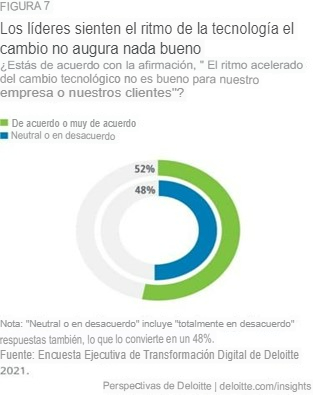 FIGURA 7
Los líderes sienten el ritmo de la tecnología el
cambio no augura nada bueno
¿Estás de acuerdo con la afirmación, " El ritmo acelerado
del cambio tecnológico no es bueno para nuestro
empresa o nuestros clientes"?
De acuerdo o muy de acuerdo
Neutral o en desacuerdo
52%
48%
Nota: "Neutral o en desacuerdo" incluye "totalmente en desacuerdo"
respuestas también, lo que lo convierte en un 48%.
Fuente: Encuesta Ejecutiva de Transformación Digital de Deloitte
2021.
Perspectivas de Deloitte | deloitte.com/insights